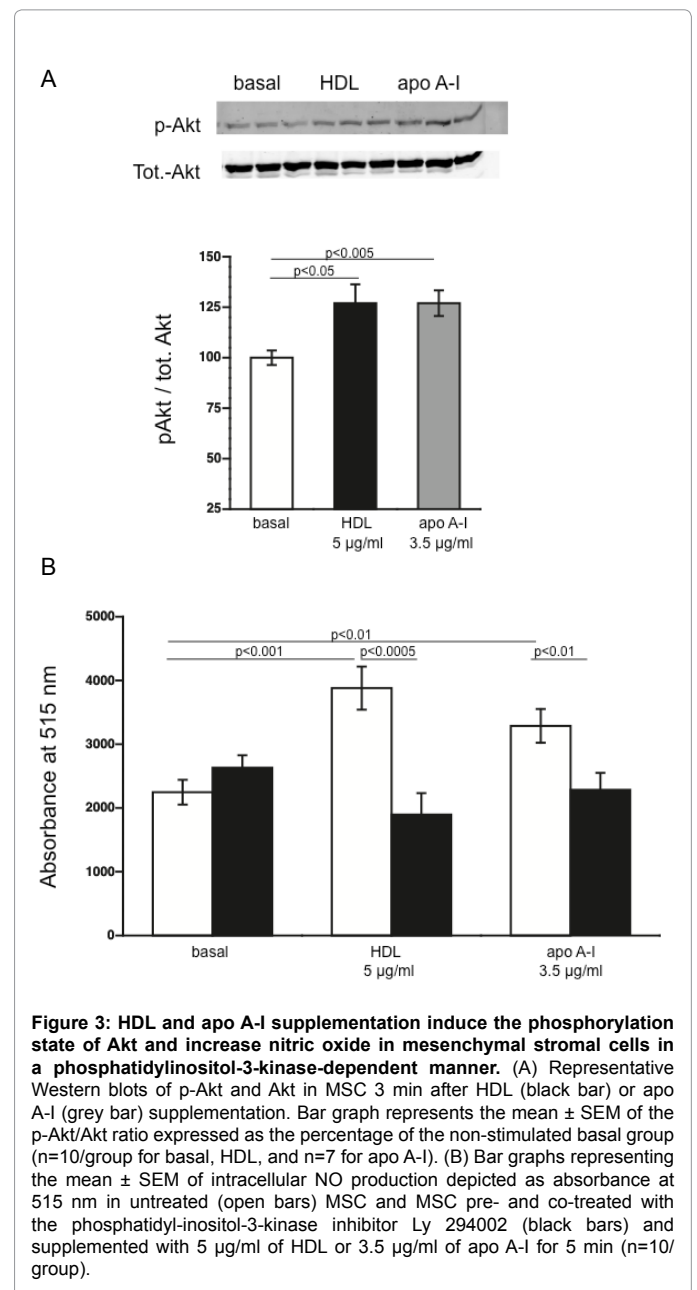 A
basal HDL apo A-I
p-Akt
Tot.-Akt
150
p<0.005
p<0.05
125
100
75
50
25
pAkt / tot. Akt
basal HDL apo A-I
5 µg/ml 3.5 µg/ml
B
5000
p<0.01
p<0.001 p<0.0005 p<0.01
4000
3000
2000
1000
0
Absorbance at 515 nm
basal HDL apo A-I
5 µg/ml 3.5 µg/ml
Figure 3: HDL and apo A-I supplementation induce the phosphorylation
state of Akt and increase nitric oxide in mesenchymal stromal cells in
a phosphatidylinositol-3-kinase-dependent manner. (A) Representative
Western blots of p-Akt and Akt in MSC 3 min after HDL (black bar) or apo
A-I (grey bar) supplementation. Bar graph represents the mean ± SEM of the
p-Akt/Akt ratio expressed as the percentage of the non-stimulated basal group
(n=10/group for basal, HDL, and n=7 for apo A-I). (B) Bar graphs representing
the mean ± SEM of intracellular NO production depicted as absorbance at
515 nm in untreated (open bars) MSC and MSC pre- and co-treated with
the phosphatidyl-inositol-3-kinase inhibitor Ly 294002 (black bars) and
supplemented with 5 µg/ml of HDL or 3.5 µg/ml of apo A-I for 5 min (n=10/
group).